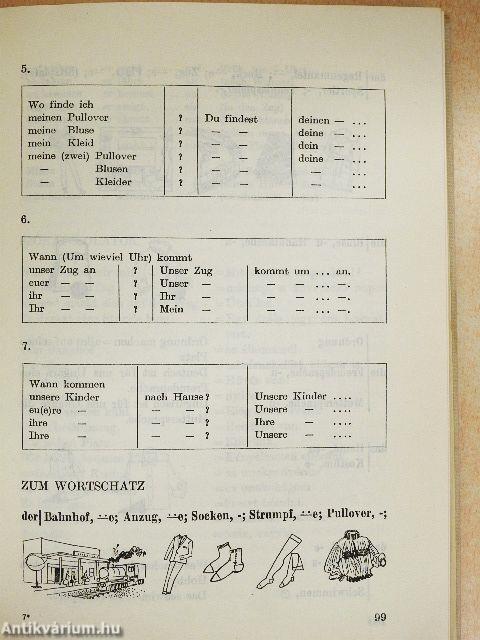 5.
Wo finde ich
meinen Pullover ? Du findest deinen — ...
meine Bluse ? — — deine — ...
mein Kleid ? — — dein — ...
meine (zwei) Pullover ? — — deine — ...
— Blusen ? — — — ...
— Kleider ? — — — ...
6.
Wann (Um wieviel Uhr) kommt
unser Zug an ? Unser Zug kommt um ... an.
euer — — ? Unser — — — ... —.
ihr — — ? Ihr — — — ... —.
Ihr — — ? Mein — — — ... —.
7.
Wann kommen
unsere Kinder nach Hause? Unsere Kinder ....
eu(e)re — — — ? Unsere — ....
ihre — — — ? Ihre — ....
Ihre — — — ? Unsere — ....
ZUM WORTSCHATZ
der| Bahnhof, ⸚e; Anzug, ⸚e; Socken, -; Strumpf, ⸚e; Pullover, -;
7*
99
Antikvárium.hu